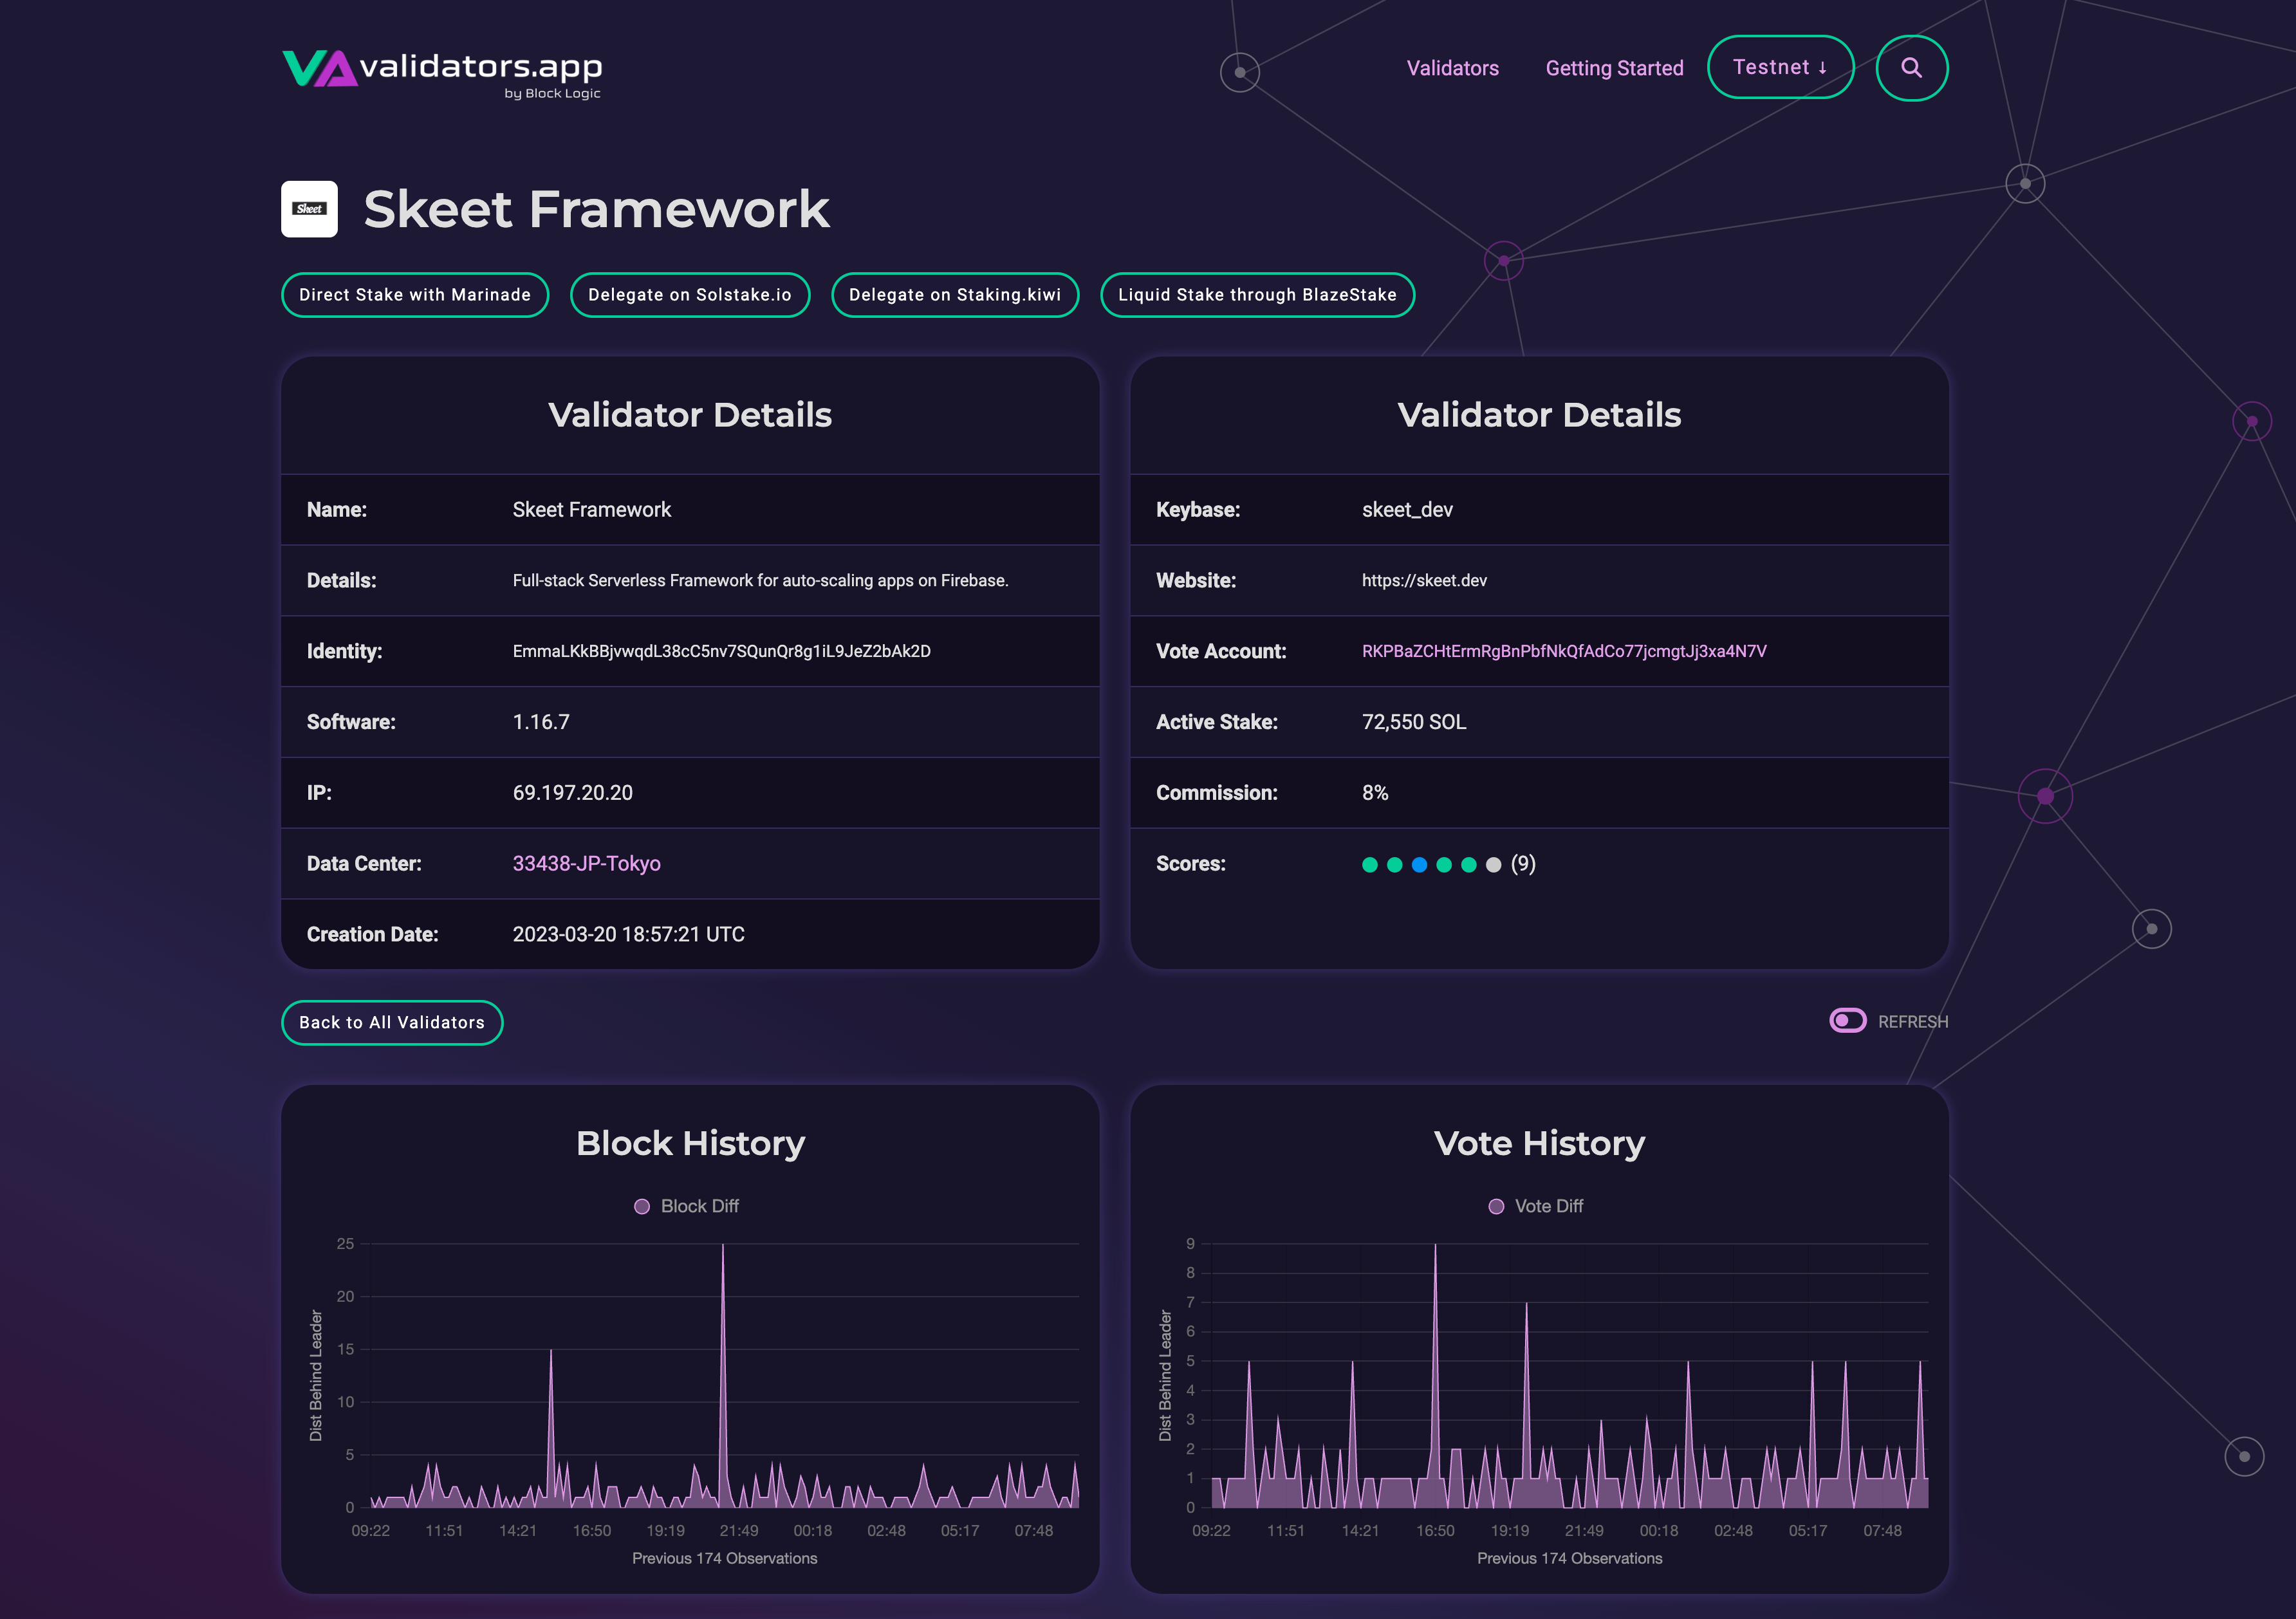 VA validators.app
by Block Logic
Validators
Getting Started
Testnet ↓
Skeet
Skeet Framework
Direct Stake with Marinade
Delegate on Solstake.io
Delegate on Staking.kiwi
Liquid Stake through BlazeStake
Validator Details
Name: Skeet Framework
Details: Full-stack Serverless Framework for auto-scaling apps on Firebase.
Identity: EmmaLKkBBjvwqdL38cC5nv7SQunQr8g1iL9JeZ2bAk2D
Software: 1.16.7
IP: 69.197.20.20
Data Center: 33438-JP-Tokyo
Creation Date: 2023-03-20 18:57:21 UTC
Validator Details
Keybase: skeet_dev
Website: https://skeet.dev
Vote Account: RKPBaZCHtErmRgBnPbfNkQfAdCo77jcmgtJj3xa4N7V
Active Stake: 72,550 SOL
Commission: 8%
Scores: (9)
Back to All Validators
REFRESH
Block History
Block Diff
Dist Behind Leader
25
20
15
10
5
0
09:22 11:51 14:21 16:50 19:19 21:49 00:18 02:48 05:17 07:48
Previous 174 Observations
Vote History
Vote Diff
Dist Behind Leader
9
8
7
6
5
4
3
2
1
0
09:22 11:51 14:21 16:50 19:19 21:49 00:18 02:48 05:17 07:48
Previous 174 Observations